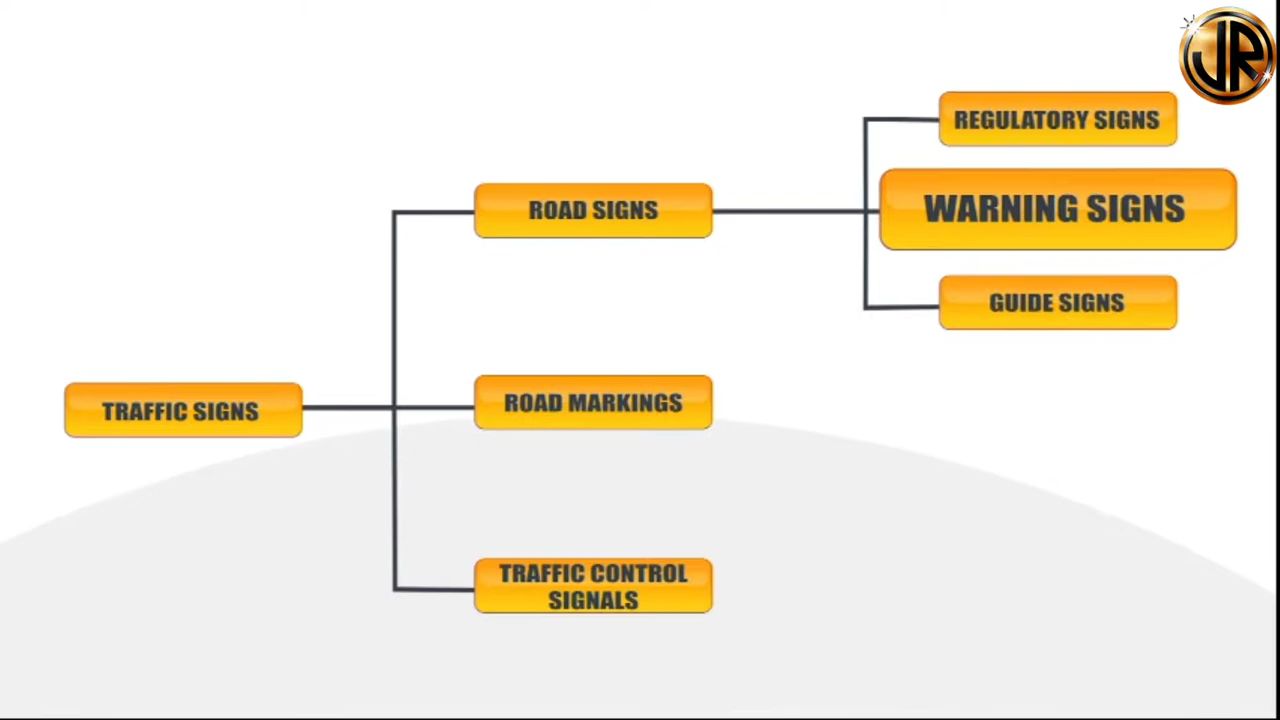 JR
REGULATORY SIGNS
WARNING SIGNS
ROAD SIGNS
GUIDE SIGNS
TRAFFIC SIGNS
ROAD MARKINGS
TRAFFIC CONTROL
SIGNALS